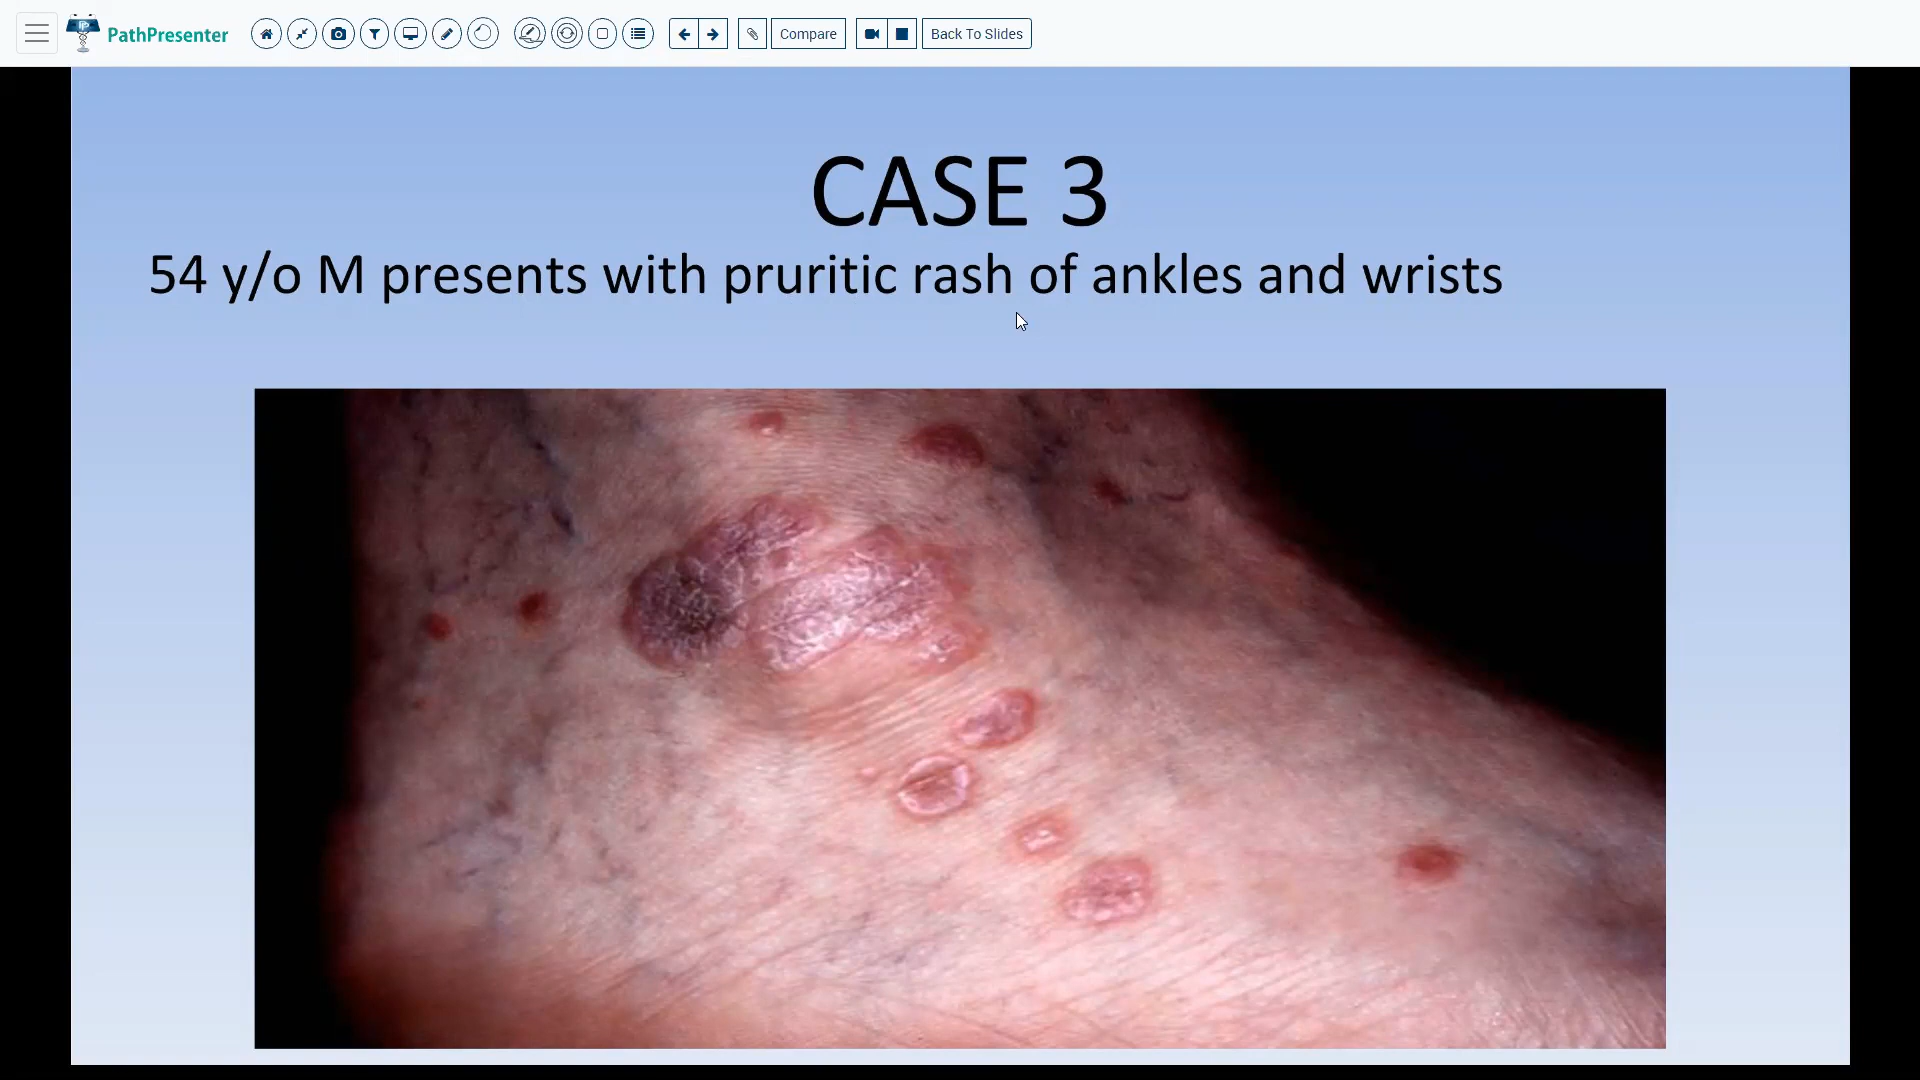 PathPresenter
Compare
Back To Slides
CASE 3
54 y/o M presents with pruritic rash of ankles and wrists